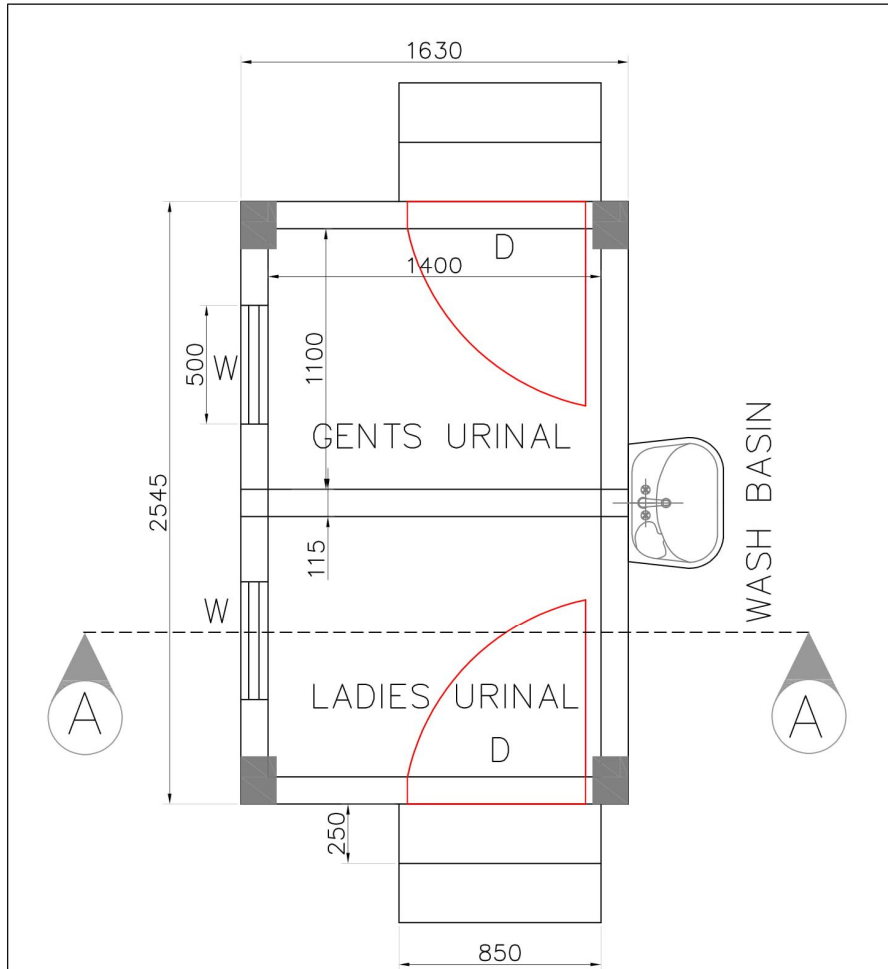 1630
D
1400
500
W
1100
GENTS URINAL
2545
115
WASH BASIN
W
A
A
LADIES URINAL
D
250
850